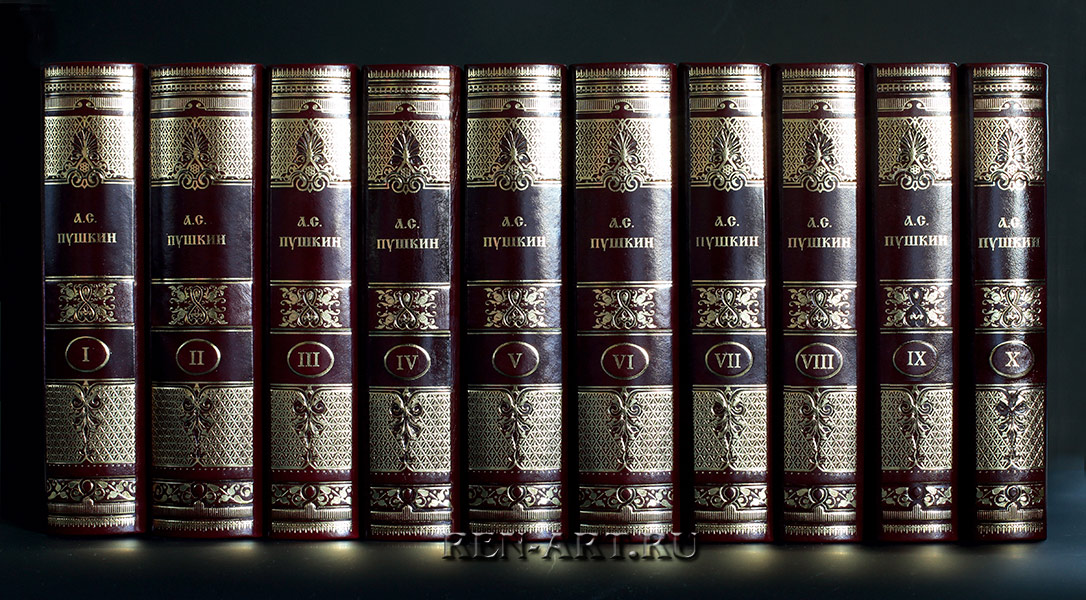 А.С.
ПУШКИН
I
А.С.
ПУШКИН
II
А.С.
ПУШКИН
III
А.С.
ПУШКИН
IV
А.С.
ПУШКИН
V
А.С.
ПУШКИН
VI
А.С.
ПУШКИН
VII
А.С.
ПУШКИН
VIII
А.С.
ПУШКИН
IX
А.С.
ПУШКИН
X
REN-ART.RU